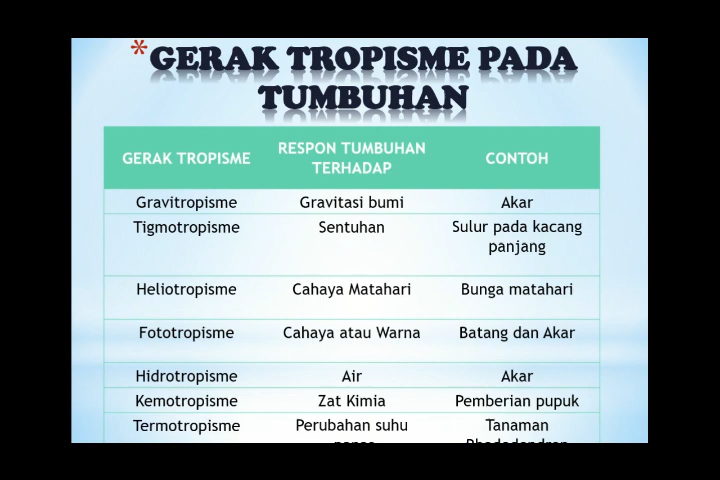 *GERAK TROPISME PADA
TUMBUHAN
GERAK TROPISME RESPON TUMBUHAN TERHADAP CONTOH
Gravitropisme Gravitasi bumi Akar
Tigmotropisme Sentuhan Sulur pada kacang panjang
Heliotropisme Cahaya Matahari Bunga matahari
Fototropisme Cahaya atau Warna Batang dan Akar
Hidrotropisme Air Akar
Kemotropisme Zat Kimia Pemberian pupuk
Termotropisme Perubahan suhu Tanaman